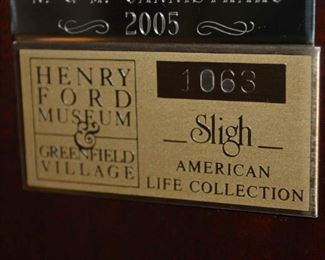 2005
HENRY
FORD
MUSEUM
&
GREENFIELD
VILLAGE
1063
Sligh
AMERICAN
LIFE COLLECTION